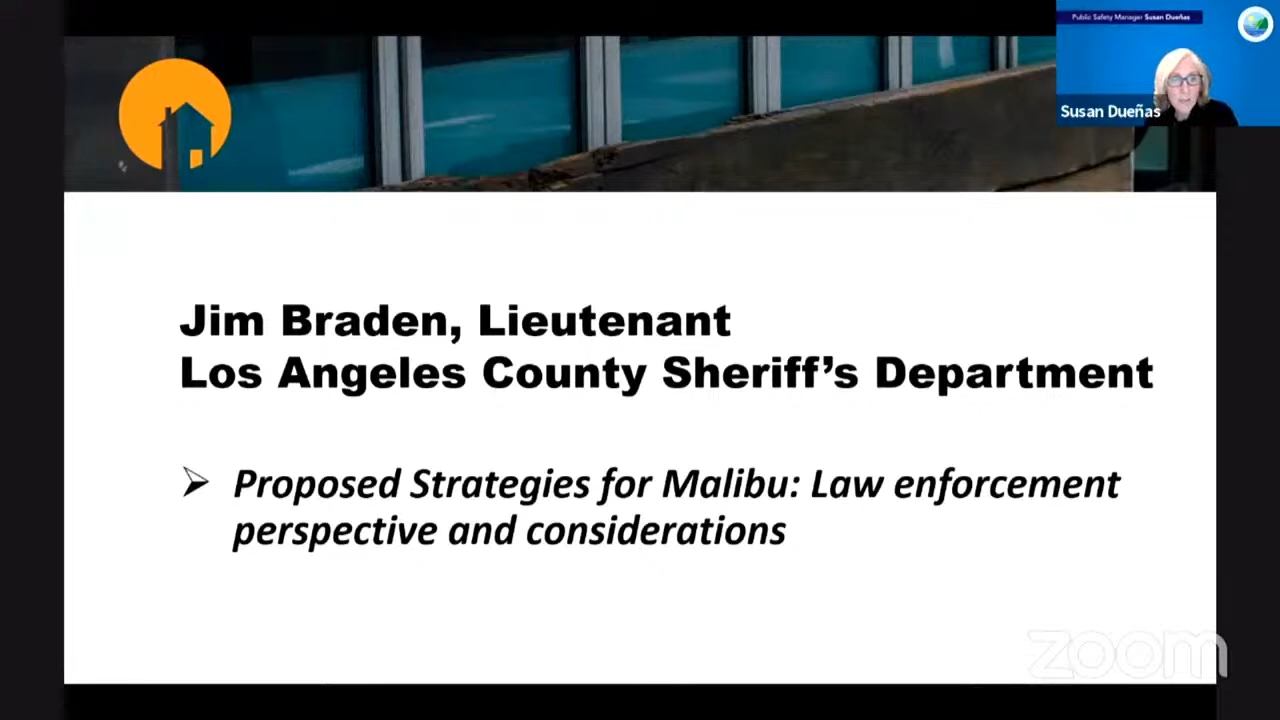 Public Safety Manager Susan Dueñas
Susan Dueñas
Jim Braden, Lieutenant
Los Angeles County Sheriff's Department
Proposed Strategies for Malibu: Law enforcement
perspective and considerations
zoom